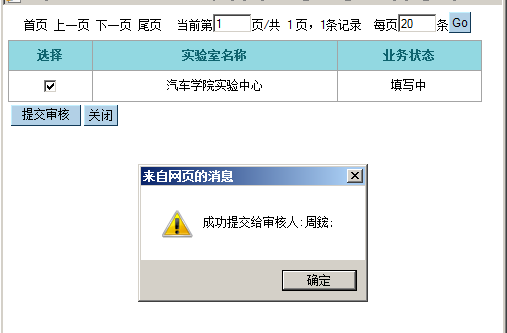 首页 上一页 下一页 尾页 当前第1页/共 1页，1条记录 每页20条Go
选择 实验室名称 业务状态
汽车学院实验中心 填写中
提交审核 关闭
来自网页的消息
成功提交给审核人:周鋐;
确定